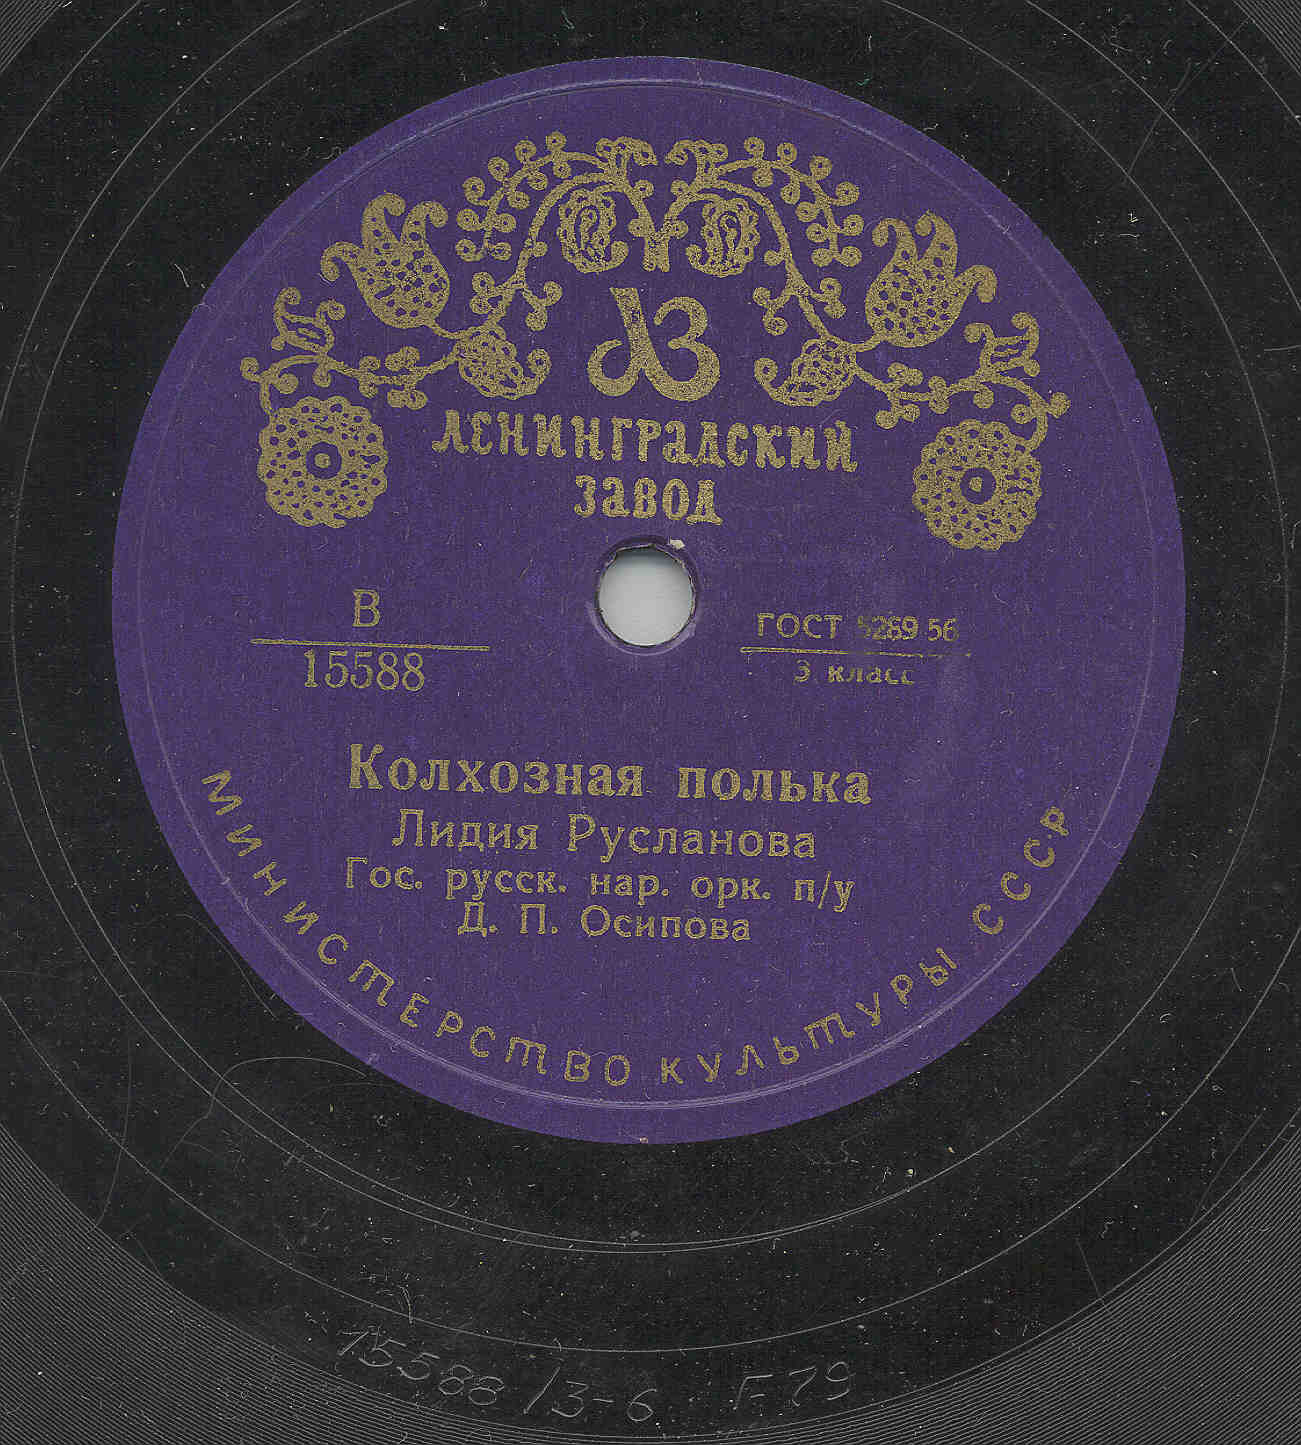 ЛЗ
ЛЕНИНГРАДСКИЙ
ЗАВОД
В
15588
ГОСТ 5289-56
3. класс
Колхозная полька
Лидия Русланова
Гос. русск. нар. орк. п/у
Д. П. Осипова
МИНИСТЕРСТВО КУЛЬТУРЫ СССР
15588/3-6 F79